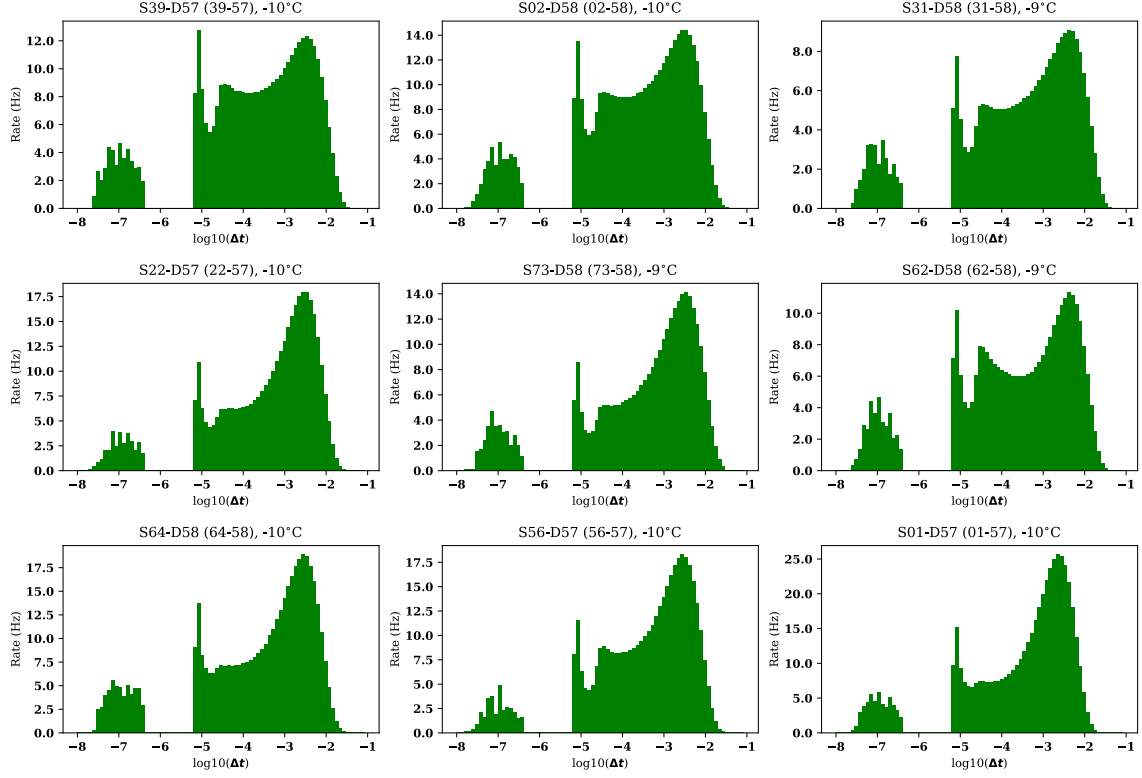 S39-D57 (39-57), -10°C
S02-D58 (02-58), -10°C
S31-D58 (31-58), -9°C
Rate (Hz)
12.0
10.0
8.0
6.0
4.0
2.0
0.0
−8 −7 −6 −5 −4 −3 −2 −1
log10(Δt)
Rate (Hz)
14.0
12.0
10.0
8.0
6.0
4.0
2.0
0.0
−8 −7 −6 −5 −4 −3 −2 −1
log10(Δt)
Rate (Hz)
8.0
6.0
4.0
2.0
0.0
−8 −7 −6 −5 −4 −3 −2 −1
log10(Δt)
S22-D57 (22-57), -10°C
S73-D58 (73-58), -9°C
S62-D58 (62-58), -9°C
Rate (Hz)
17.5
15.0
12.5
10.0
7.5
5.0
2.5
0.0
−8 −7 −6 −5 −4 −3 −2 −1
log10(Δt)
Rate (Hz)
14.0
12.0
10.0
8.0
6.0
4.0
2.0
0.0
−8 −7 −6 −5 −4 −3 −2 −1
log10(Δt)
Rate (Hz)
10.0
8.0
6.0
4.0
2.0
0.0
−8 −7 −6 −5 −4 −3 −2 −1
log10(Δt)
S64-D58 (64-58), -10°C
S56-D57 (56-57), -10°C
S01-D57 (01-57), -10°C
Rate (Hz)
17.5
15.0
12.5
10.0
7.5
5.0
2.5
0.0
−8 −7 −6 −5 −4 −3 −2 −1
log10(Δt)
Rate (Hz)
17.5
15.0
12.5
10.0
7.5
5.0
2.5
0.0
−8 −7 −6 −5 −4 −3 −2 −1
log10(Δt)
Rate (Hz)
25.0
20.0
15.0
10.0
5.0
0.0
−8 −7 −6 −5 −4 −3 −2 −1
log10(Δt)